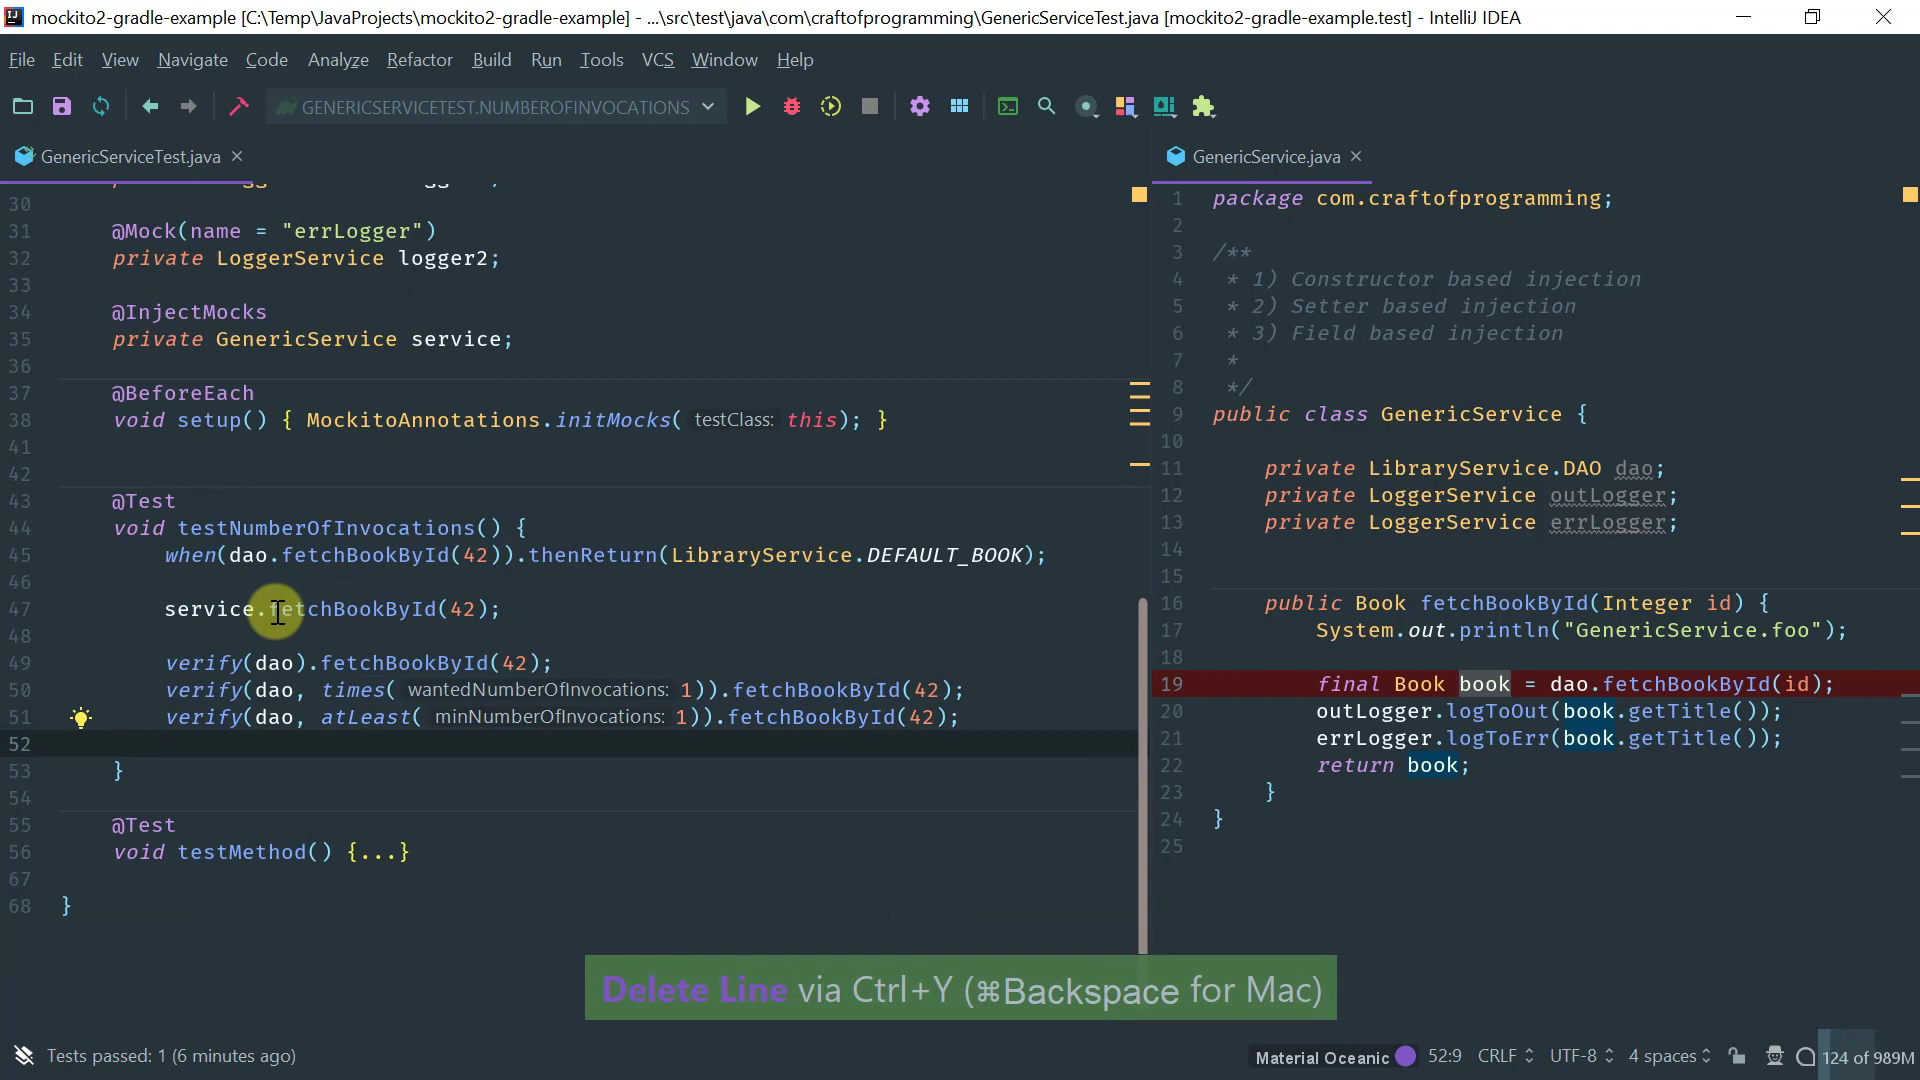 mockito2-gradle-example [C:\Temp\JavaProjects\mockito2-gradle-example] - ...\src\test\java\com\craftofprogramming\GenericServiceTest.java [mockito2-gradle-example.test] - IntelliJ IDEA
File Edit View Navigate Code Analyze Refactor Build Run Tools VCS Window Help
GENERICSERVICETEST.NUMBEROFINVOCATIONS
GenericServiceTest.java
30
31 @Mock(name = "errLogger")
32 private LoggerService logger2;
33
34 @InjectMocks
35 private GenericService service;
36
37 @BeforeEach
38 void setup() { MockitoAnnotations.initMocks( testClass: this); }
41
42
43 @Test
44 void testNumberOfInvocations() {
45 when(dao.fetchBookById(42)).thenReturn(LibraryService.DEFAULT_BOOK);
46
47 service.fetchBookById(42);
48
49 verify(dao).fetchBookById(42);
50 verify(dao, times( wantedNumberOfInvocations: 1)).fetchBookById(42);
51 verify(dao, atLeast( minNumberOfInvocations: 1)).fetchBookById(42);
52
53 }
54
55 @Test
56 void testMethod() {...}
67
68 }
GenericService.java
1 package com.craftofprogramming;
2
3 /**
4 * 1) Constructor based injection
5 * 2) Setter based injection
6 * 3) Field based injection
7 *
8 */
9 public class GenericService {
10
11 private LibraryService.DAO dao;
12 private LoggerService outLogger;
13 private LoggerService errLogger;
14
15
16 public Book fetchBookById(Integer id) {
17 System.out.println("GenericService.foo");
18
19 final Book book = dao.fetchBookById(id);
20 outLogger.logToOut(book.getTitle());
21 errLogger.logToErr(book.getTitle());
22 return book;
23 }
24 }
25
Delete Line via Ctrl+Y (⌘Backspace for Mac)
Tests passed: 1 (6 minutes ago)
Material Oceanic 52:9 CRLF UTF-8 4 spaces 124 of 989M